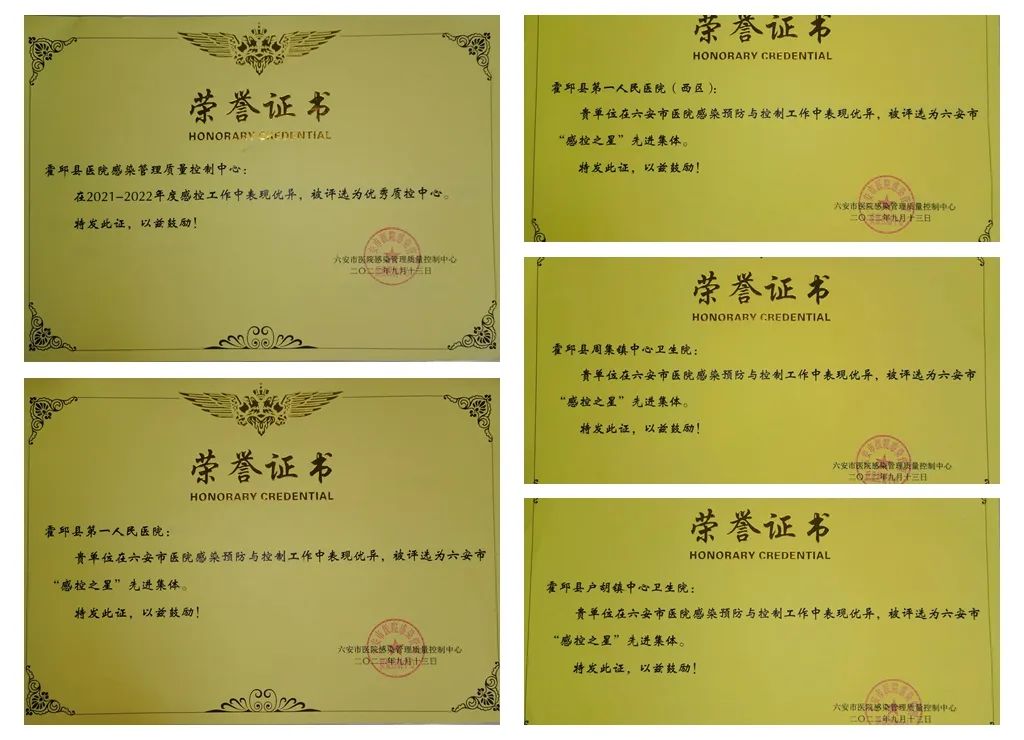 荣誉证书
HONORARY CREDENTIAL
霍邱县医院感染管理质量控制中心：
在2021-2022年度感控工作中表现优异，被评选为优秀质控中心。
特发此证，以兹鼓励！
六安市医院感染管理质量控制中心
二〇二二年九月十三日
荣誉证书
HONORARY CREDENTIAL
霍邱县第一人民医院：
贵单位在六安市医院感染预防与控制工作中表现优异，被评选为六安市
“感控之星”先进集体。
特发此证，以兹鼓励！
六安市医院感染管理质量控制中心
二〇二二年九月十三日
荣誉证书
HONORARY CREDENTIAL
霍邱县第一人民医院（西区）：
贵单位在六安市医院感染预防与控制工作中表现优异，被评选为六安市
“感控之星”先进集体。
特发此证，以兹鼓励！
六安市医院感染管理质量控制中心
二〇二二年九月十三日
荣誉证书
HONORARY CREDENTIAL
霍邱县周集镇中心卫生院：
贵单位在六安市医院感染预防与控制工作中表现优异，被评选为六安市
“感控之星”先进集体。
特发此证，以兹鼓励！
六安市医院感染管理质量控制中心
二〇二二年九月十三日
荣誉证书
HONORARY CREDENTIAL
霍邱县户胡镇中心卫生院：
贵单位在六安市医院感染预防与控制工作中表现优异，被评选为六安市
“感控之星”先进集体。
特发此证，以兹鼓励！
六安市医院感染管理质量控制中心
二〇二二年九月十三日